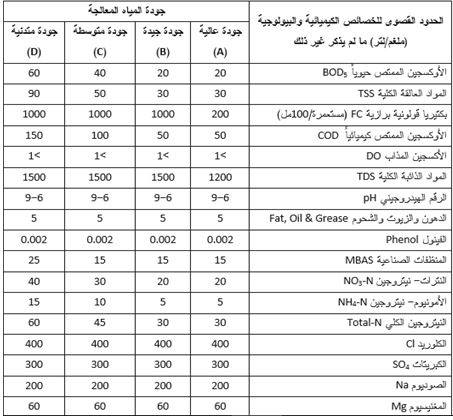 الحدود القصوى للخصائص الكيميائية والبيولوجية (ملغم/لتر) ما لم يذكر غير ذلك
جودة المياه المعالجة
جودة عالية (A) جودة جيدة (B) جودة متوسطة (C) جودة متدنية (D)
الأوكسجين الممتص حيوياً BOD₅ 20 20 40 60
المواد العالقة الكلية TSS 30 30 50 90
بكتيريا قولونية برازية FC (مستعمرة/100مل) 200 1000 1000 1000
الأوكسجين الممتص كيميائياً COD 50 50 100 150
الأكسجين المذاب DO 1< 1< 1< 1<
المواد الذائبة الكلية TDS 1200 1500 1500 1500
الرقم الهيدروجيني pH 6–9 6–9 6–9 6–9
الدهون والزيوت والشحوم Fat, Oil & Grease 5 5 5 5
الفينول Phenol 0.002 0.002 0.002 0.002
المنظفات الصناعية MBAS 15 15 15 25
النترات– نيتروجين NO₃-N 20 20 30 40
الأمونيوم– نيتروجين NH₄-N 5 5 10 15
النيتروجين الكلي Total-N 30 30 45 60
الكلوريد Cl 400 400 400 400
الكبريتات SO₄ 300 300 300 300
الصوديوم Na 200 200 200 200
المغنيسيوم Mg 60 60 60 60